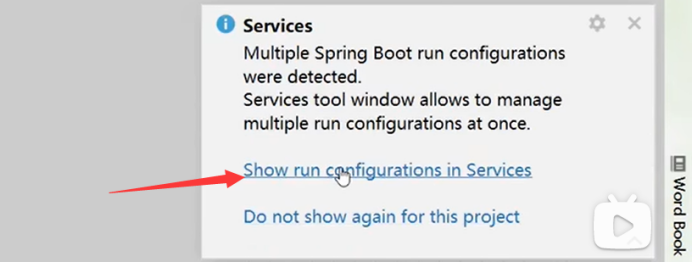 Services
Multiple Spring Boot run configurations
were detected.
Services tool window allows to manage
multiple run configurations at once.
Show run configurations in Services
Do not show again for this project
Word Book